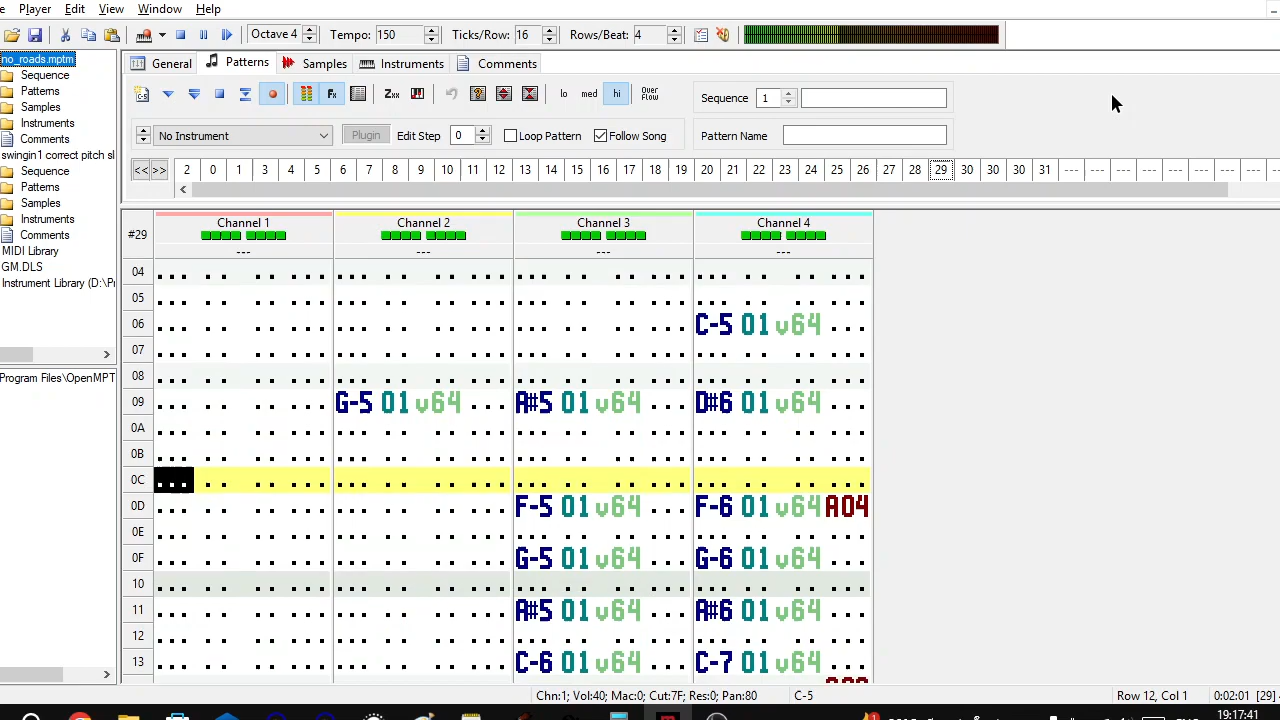 Player Edit View Window Help
Octave 4 Tempo: 150 Ticks/Row: 16 Rows/Beat: 4
no_roads.mptm
Sequence
Patterns
Samples
Instruments
Comments
swingin1 correct pitch sl
Sequence
Patterns
Samples
Instruments
Comments
MIDI Library
GM.DLS
Instrument Library (D:\Pr
Program Files\OpenMPT
General Patterns Samples Instruments Comments
Zxx lo med hi Over Flow Sequence 1
No Instrument Plugin Edit Step 0 Loop Pattern Follow Song Pattern Name
<< >> 2 0 1 3 5 4 5 6 7 8 9 10 11 12 13 14 15 16 17 18 19 20 21 22 23 24 25 26 27 28 29 30 30 31 --- --- --- --- --- --- --- ---
#29 Channel 1 Channel 2 Channel 3 Channel 4
--- --- --- ---
04 ... .. .. ... ... .. .. ... ... .. .. ... ... .. .. ...
05 ... .. .. ... ... .. .. ... ... .. .. ... ... .. .. ...
06 ... .. .. ... ... .. .. ... ... .. .. ... C-5 01 v64 ...
07 ... .. .. ... ... .. .. ... ... .. .. ... ... .. .. ...
08 ... .. .. ... ... .. .. ... ... .. .. ... ... .. .. ...
09 ... .. .. ... G-5 01 v64 ... A#5 01 v64 ... D#6 01 v64 ...
0A ... .. .. ... ... .. .. ... ... .. .. ... ... .. .. ...
0B ... .. .. ... ... .. .. ... ... .. .. ... ... .. .. ...
0C ... .. .. ... ... .. .. ... ... .. .. ... ... .. .. ...
0D ... .. .. ... ... .. .. ... F-5 01 v64 ... F-6 01 v64 A04
0E ... .. .. ... ... .. .. ... ... .. .. ... ... .. .. ...
0F ... .. .. ... ... .. .. ... G-5 01 v64 ... G-6 01 v64 ...
10 ... .. .. ... ... .. .. ... ... .. .. ... ... .. .. ...
11 ... .. .. ... ... .. .. ... A#5 01 v64 ... A#6 01 v64 ...
12 ... .. .. ... ... .. .. ... ... .. .. ... ... .. .. ...
13 ... .. .. ... ... .. .. ... C-6 01 v64 ... C-7 01 v64 ...
Chn:1; Vol:40; Mac:0; Cut:7F; Res:0; Pan:80 C-5 Row 12, Col 1 0:02:01 [29]
19:17:41